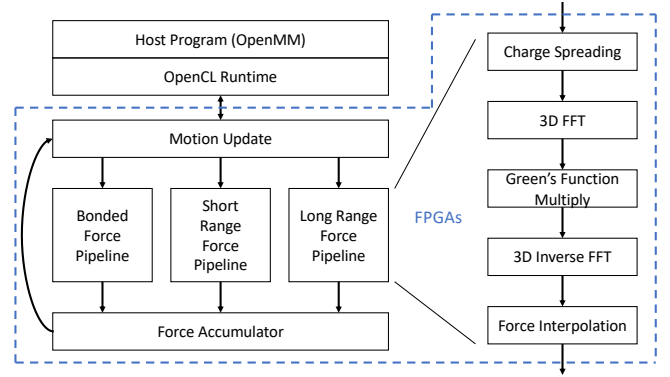 Host Program (OpenMM)
OpenCL Runtime
Motion Update
Bonded
Force
Pipeline
Short
Range
Force
Pipeline
Long Range
Force
Pipeline
Force Accumulator
FPGAs
Charge Spreading
3D FFT
Green's Function
Multiply
3D Inverse FFT
Force Interpolation